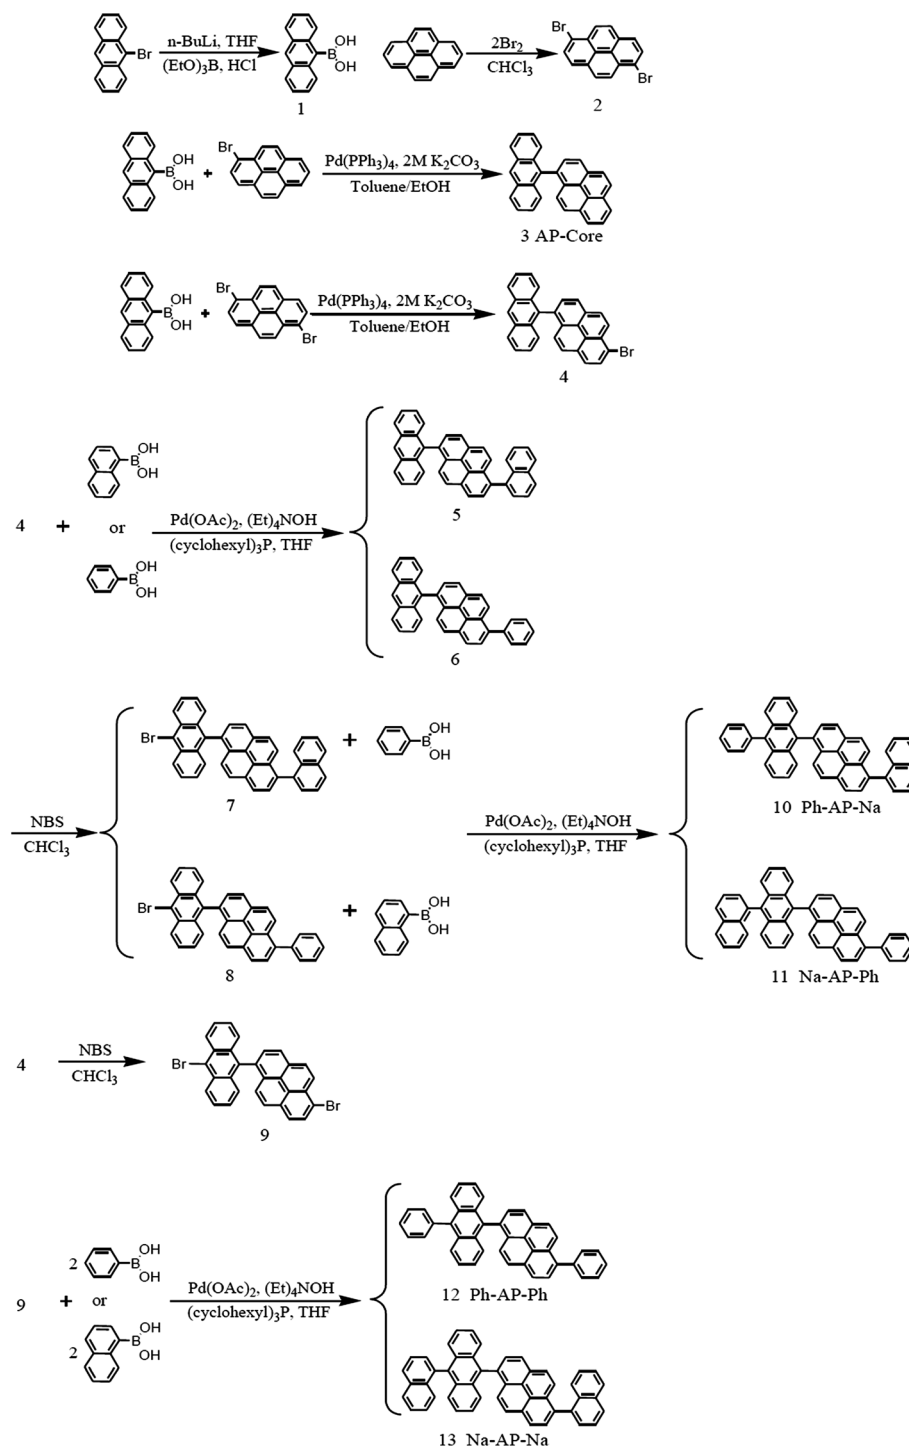 Br
n-BuLi, THF
(EtO)3B, HCl
OH
B
OH
1
2Br2
CHCl3
Br
Br
2
OH
B
OH
+
Br
Pd(PPh3)4, 2M K2CO3
Toluene/EtOH
3 AP-Core
OH
B
OH
+
Br
Br
Pd(PPh3)4, 2M K2CO3
Toluene/EtOH
Br
4
4
+
OH
B
OH
or
OH
B
OH
Pd(OAc)2, (Et)4NOH
(cyclohexyl)3P, THF
5
6
NBS
CHCl3
Br
7
+
OH
B
OH
Br
8
+
OH
B
OH
Pd(OAc)2, (Et)4NOH
(cyclohexyl)3P, THF
10 Ph-AP-Na
11 Na-AP-Ph
4
NBS
CHCl3
Br
Br
9
9
+
2
OH
B
OH
or
2
OH
B
OH
Pd(OAc)2, (Et)4NOH
(cyclohexyl)3P, THF
12 Ph-AP-Ph
13 Na-AP-Na